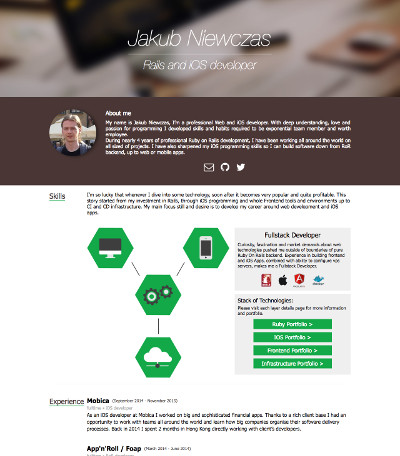 Jakub Niewczas
Rails and iOS developer
About me
My name is Jakub Niewczas, I'm a professional Web and iOS developer. With deep understanding, love and
passion for programming I developed skills and habits required to be exponential team member and worth
employee.
During nearly 4 years of professional Ruby on Rails development, I have been working all around the world on
all sized of projects. I have also sharpened my iOS programming skills so I can build software down from RoR
backend, up to web or mobile apps.
Skills
I'm so lucky that whenever I dive into some technology, soon after it becomes very popular and quite profitable. This
story started from my investment in Rails, through iOS programming and whole frontend tools and environments up to
CI and CD infrastructure. My main focus still and desire is to develop my career around web development and iOS
apps.
Fullstack Developer
Curiosity, fascination and market demands about web
technologies pushed me outside of boundaries of pure
Ruby On Rails backend. Experience in building frontend
and iOS Apps, combined with ability to configure vps
servers, makes me a Fullstack Developer.
Stack of Technologies:
Please visit each layer details page for more information
and portfolio.
Ruby Portfolio >
iOS Portfolio >
Frontend Portfolio >
Infrastructure Portfolio >
Experience
Mobica (September 2014 - November 2015)
Rails / iOS developer
As an iOS developer at Mobica I worked on big and sophisticated financial apps. Thanks to a rich client base I had an
opportunity to work with teams all around the world and learn how big companies organise their software delivery
processes. Back in 2014 I spent 2 months in Hong Kong directly working with client's developers.
App'n'Roll / Foap (March 2014 - June 2014)